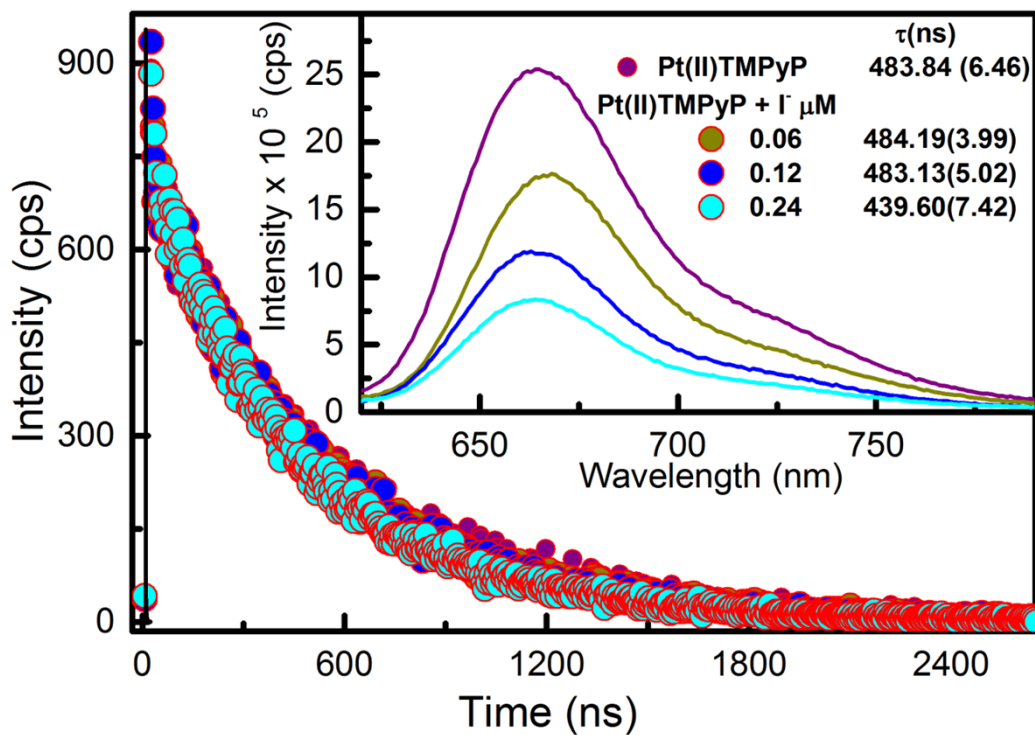 τ(ns)
Pt(II)TMPyP 483.84 (6.46)
Pt(II)TMPyP + I⁻ μM
0.06 484.19(3.99)
0.12 483.13(5.02)
0.24 439.60(7.42)
Intensity x 10⁵ (cps)
25
20
15
10
5
0
650 700 750
Wavelength (nm)
Intensity (cps)
900
600
300
0
0 600 1200 1800 2400
Time (ns)